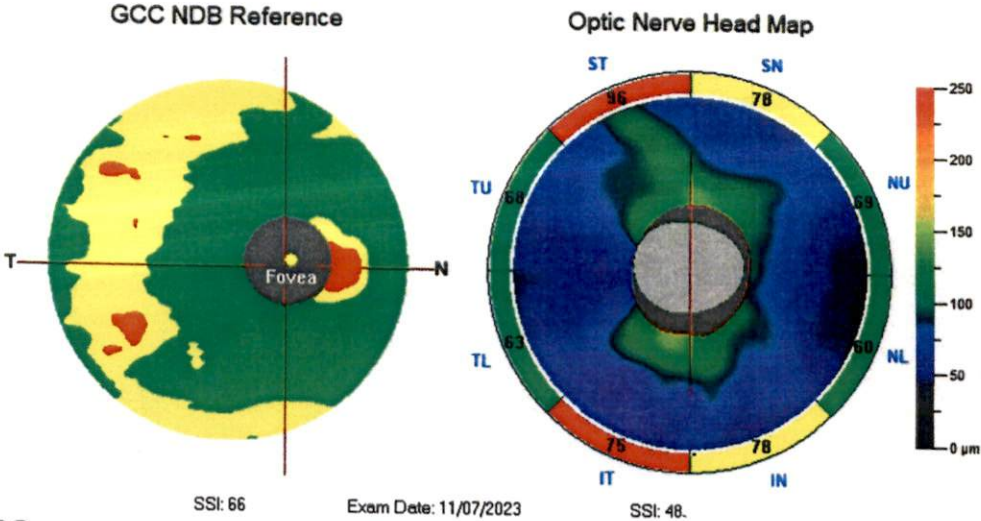 GCC NDB Reference
Optic Nerve Head Map
ST
SN
96
78
250
200
TU
NU
68
69
150
T
N
Fovea
100
TL
NL
63
60
50
75
78
0 µm
IT
IN
SSI: 66
Exam Date: 11/07/2023
SSI: 48.